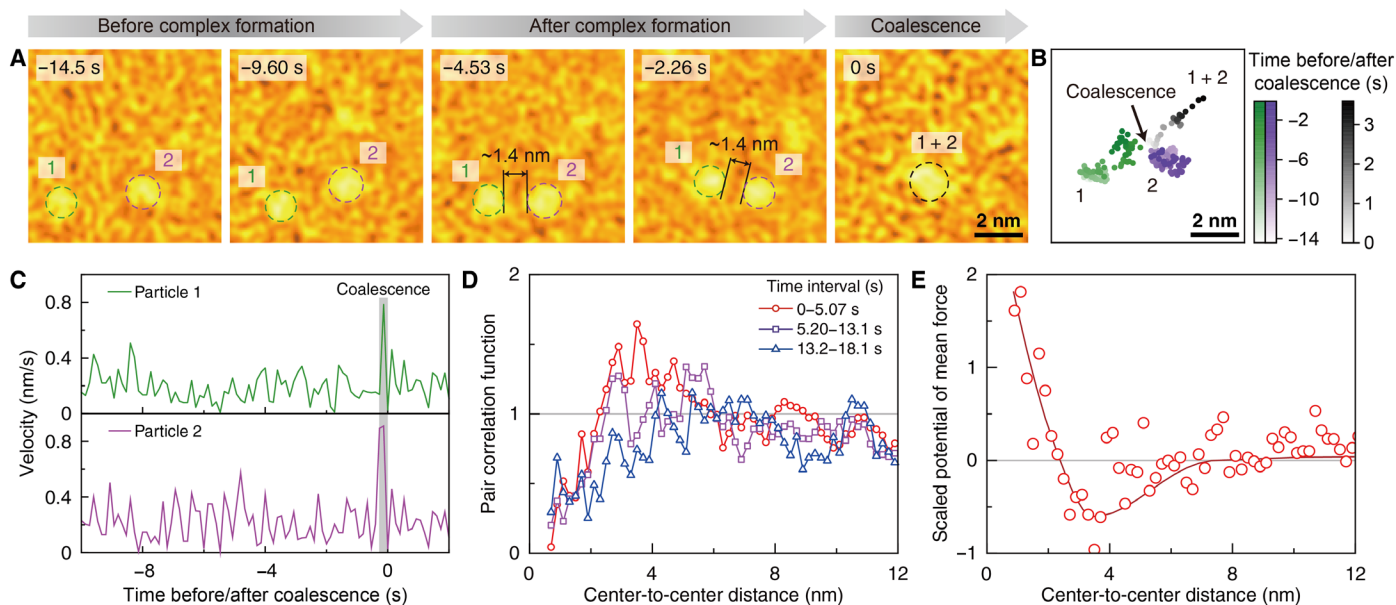 Before complex formation
After complex formation
Coalescence
A
−14.5 s
1
2
−9.60 s
1
2
−4.53 s
~1.4 nm
1
2
−2.26 s
~1.4 nm
1
2
0 s
1 + 2
2 nm
B
1 + 2
Coalescence
1
2
2 nm
Time before/after
coalescence (s)
−2
−6
−10
−14
3
2
1
0
C
Particle 1
Coalescence
0.8
0.4
0
Particle 2
0.8
0.4
0
Velocity (nm/s)
−8
−4
0
Time before/after coalescence (s)
D
2
1
0
Pair correlation function
Time interval (s)
0–5.07 s
5.20–13.1 s
13.2–18.1 s
0
4
8
12
Center-to-center distance (nm)
E
2
1
0
−1
Scaled potential of mean force
0
4
8
12
Center-to-center distance (nm)